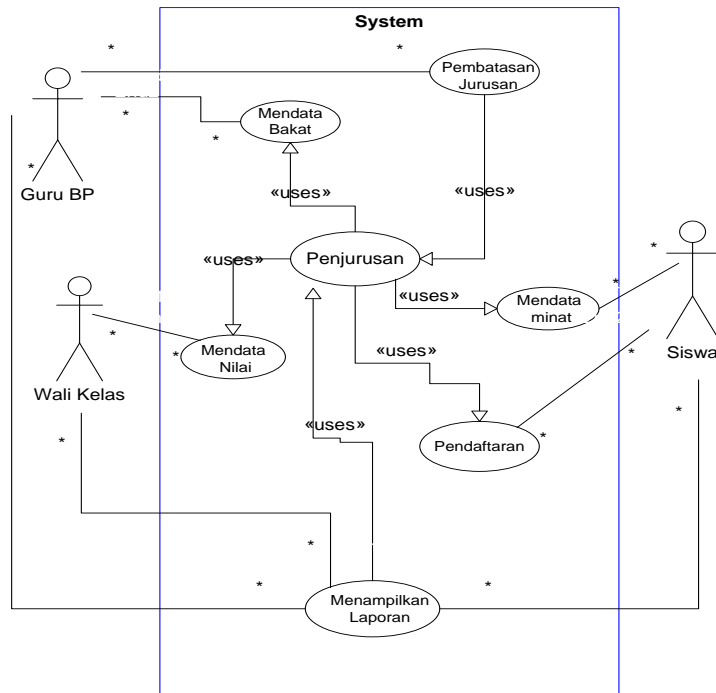 System
*
*
Pembatasan
Jurusan
Mendata
Bakat
*
*
*
Guru BP
«uses»
«uses»
*
«uses»
Penjurusan
*
«uses»
Mendata
minat
*
*
Mendata
Nilai
«uses»
*
Siswa
Wali Kelas
*
«uses»
*
*
Pendaftaran
*
*
*
Menampilkan
Laporan